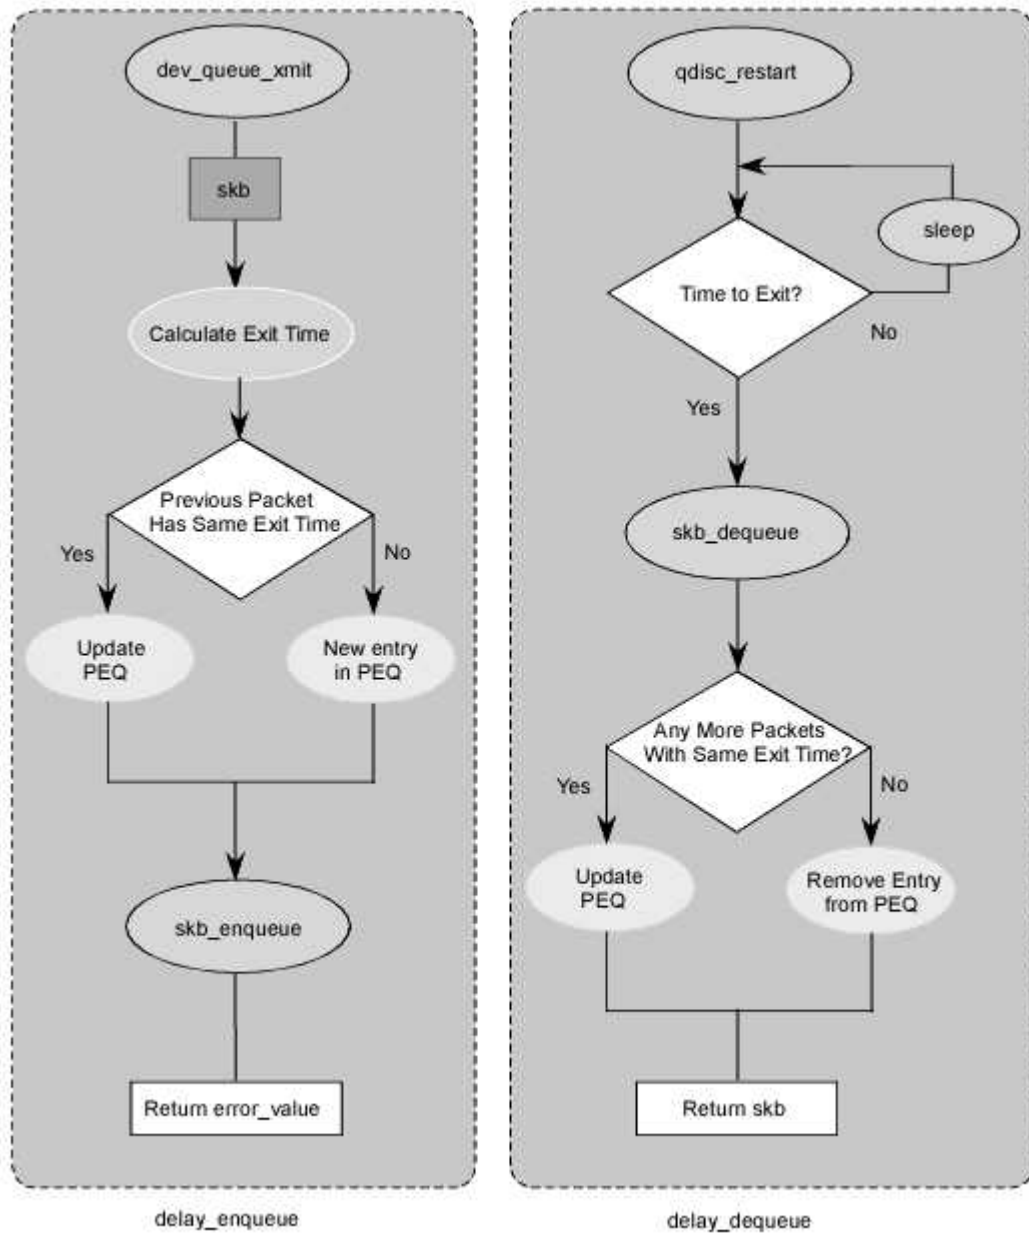 dev_queue_xmit
skb
Calculate Exit Time
Previous Packet
Has Same Exit Time
Yes
No
Update
PEQ
New entry
in PEQ
skb_enqueue
Return error_value
delay_enqueue
qdisc_restart
sleep
Time to Exit?
No
Yes
skb_dequeue
Any More Packets
With Same Exit Time?
Yes
No
Update
PEQ
Remove Entry
from PEQ
Return skb
delay_dequeue